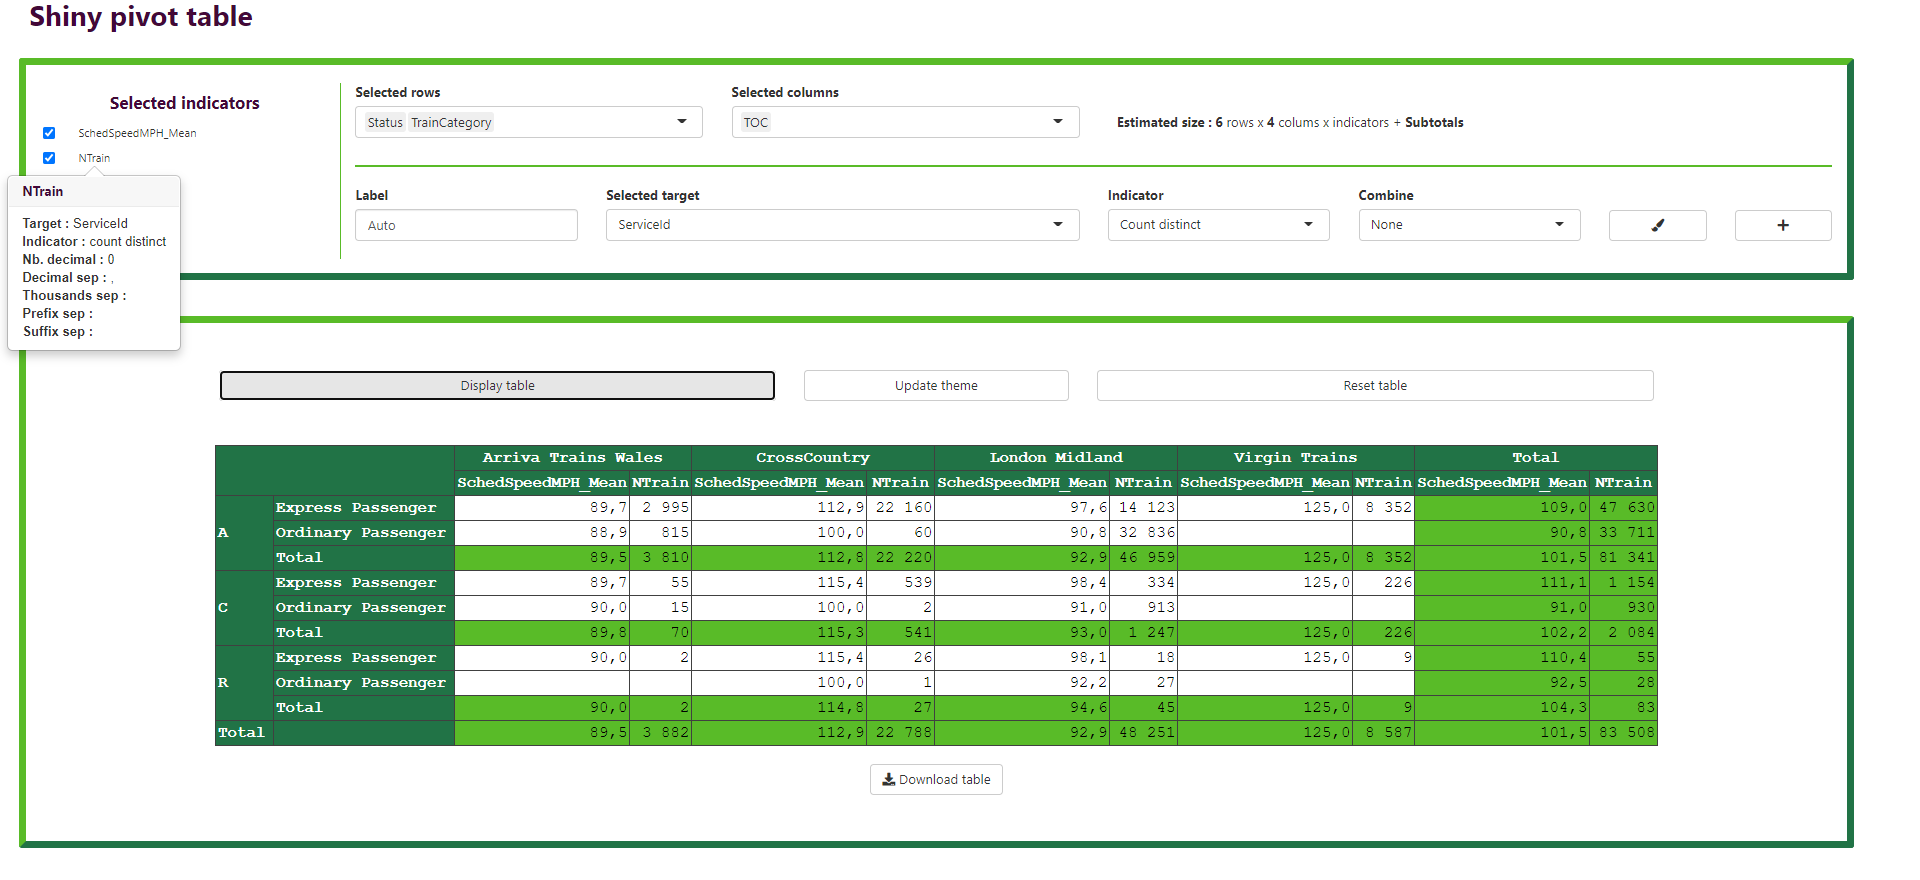 Shiny pivot table
Selected indicators
SchedSpeedMPH_Mean
NTrain
NTrain
Target : ServiceId
Indicator : count distinct
Nb. decimal : 0
Decimal sep : ,
Thousands sep :
Prefix sep :
Suffix sep :
Selected rows
Status TrainCategory
Selected columns
TOC
Estimated size : 6 rows x 4 colums x indicators + Subtotals
Label
Auto
Selected target
ServiceId
Indicator
Count distinct
Combine
None
Display table
Update theme
Reset table
Arriva Trains Wales CrossCountry London Midland Virgin Trains Total
SchedSpeedMPH_Mean NTrain SchedSpeedMPH_Mean NTrain SchedSpeedMPH_Mean NTrain SchedSpeedMPH_Mean NTrain SchedSpeedMPH_Mean NTrain
A
Express Passenger 89,7 2 995 112,9 22 160 97,6 14 123 125,0 8 352 109,0 47 630
Ordinary Passenger 88,9 815 100,0 60 90,8 32 836 90,8 33 711
Total 89,5 3 810 112,8 22 220 92,9 46 959 125,0 8 352 101,5 81 341
C
Express Passenger 89,7 55 115,4 539 98,4 334 125,0 226 111,1 1 154
Ordinary Passenger 90,0 15 100,0 2 91,0 913 91,0 930
Total 89,8 70 115,3 541 93,0 1 247 125,0 226 102,2 2 084
R
Express Passenger 90,0 2 115,4 26 98,1 18 125,0 9 110,4 55
Ordinary Passenger 100,0 1 92,2 27 92,5 28
Total 90,0 2 114,8 27 94,6 45 125,0 9 104,3 83
Total 89,5 3 882 112,9 22 788 92,9 48 251 125,0 8 587 101,5 83 508
Download table